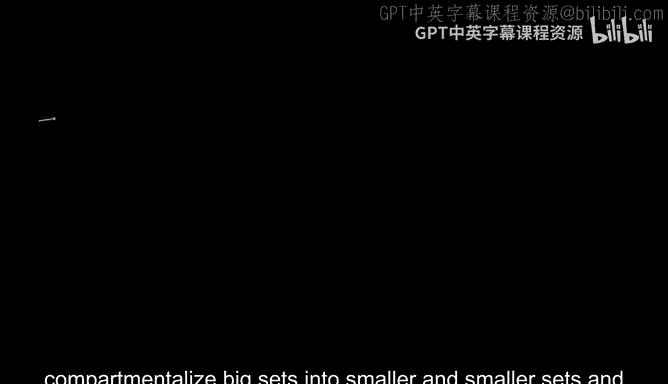 GPT中英字幕课程资源@bilibili.com
GPT中英字幕课程资源 bilibili
compartmentalize big sets into smaller and smaller sets and